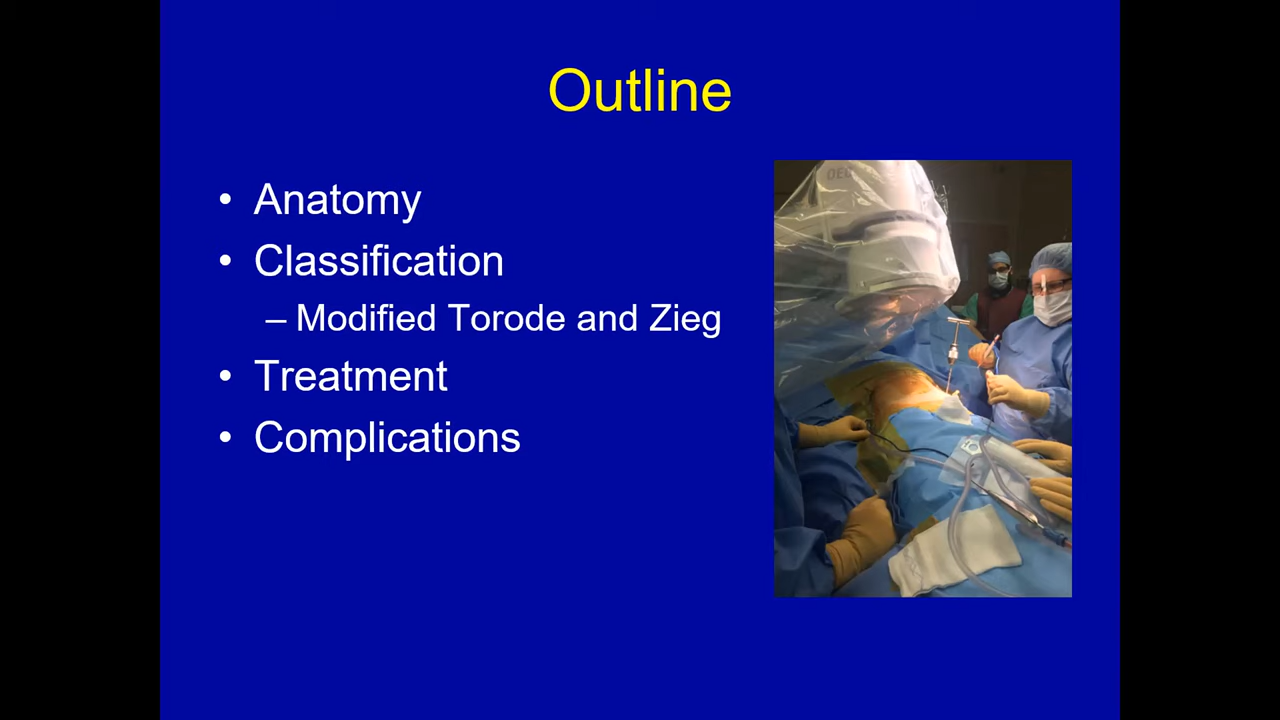 Outline
• Anatomy
• Classification
– Modified Torode and Zieg
• Treatment
• Complications